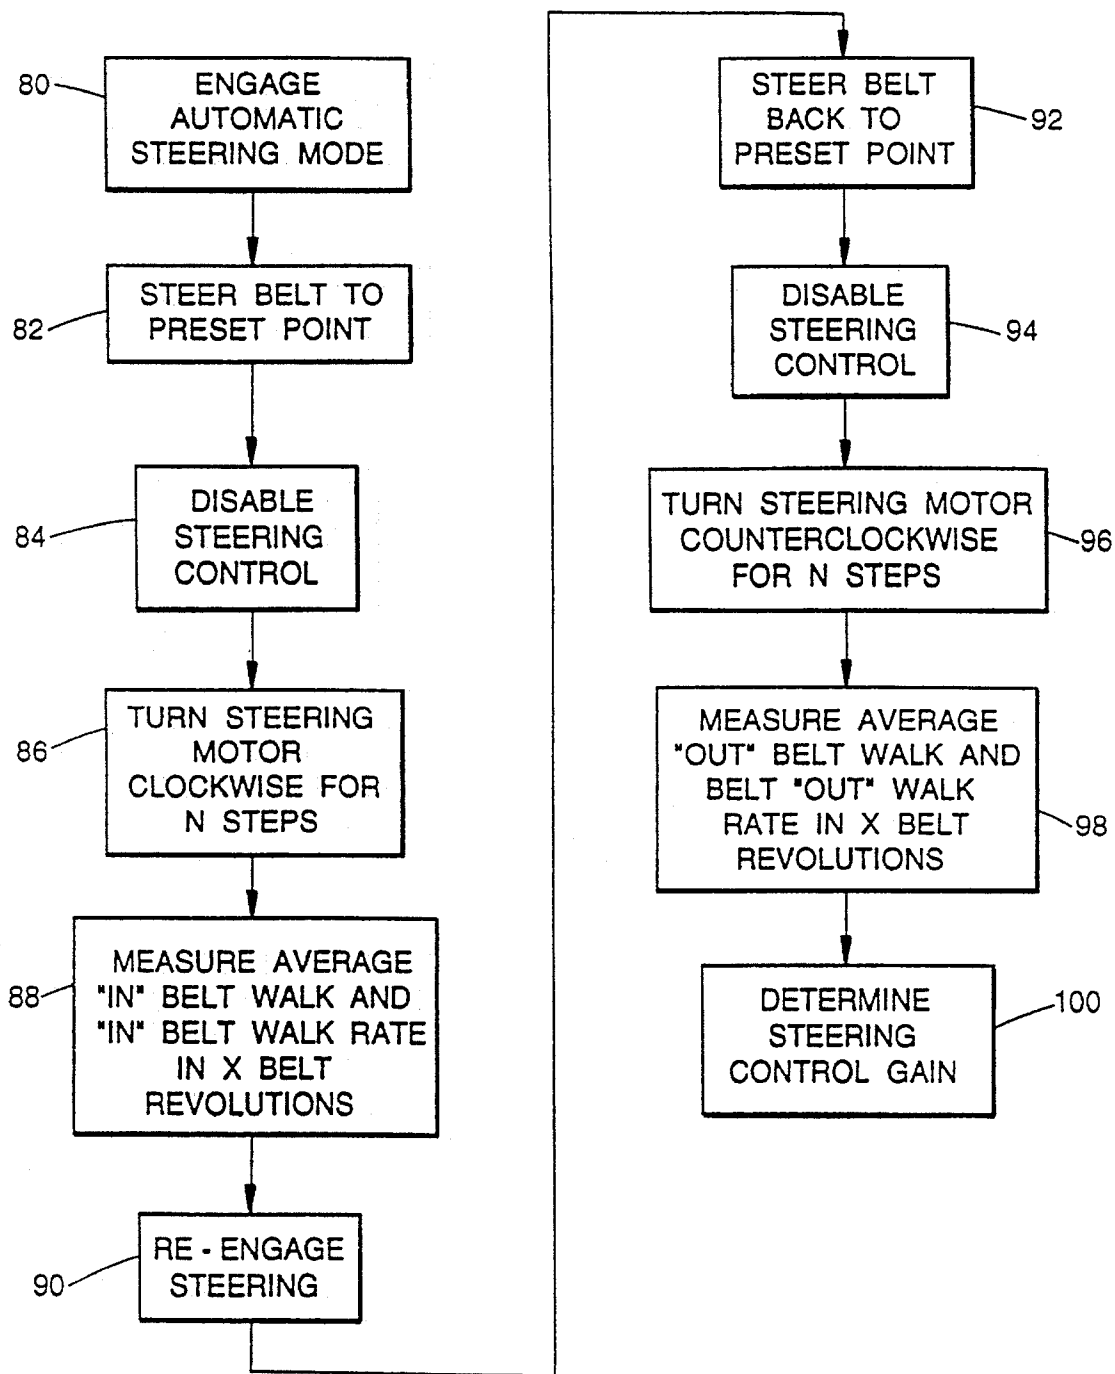 80
ENGAGE
AUTOMATIC
STEERING MODE
82
STEER BELT TO
PRESET POINT
84
DISABLE
STEERING
CONTROL
86
TURN STEERING
MOTOR
CLOCKWISE FOR
N STEPS
88
MEASURE AVERAGE
"IN" BELT WALK AND
"IN" BELT WALK RATE
IN X BELT
REVOLUTIONS
90
RE - ENGAGE
STEERING
STEER BELT
BACK TO
PRESET POINT
92
DISABLE
STEERING
CONTROL
94
TURN STEERING MOTOR
COUNTERCLOCKWISE
FOR N STEPS
96
MEASURE AVERAGE
"OUT" BELT WALK AND
BELT "OUT" WALK
RATE IN X BELT
REVOLUTIONS
98
DETERMINE
STEERING
CONTROL GAIN
100